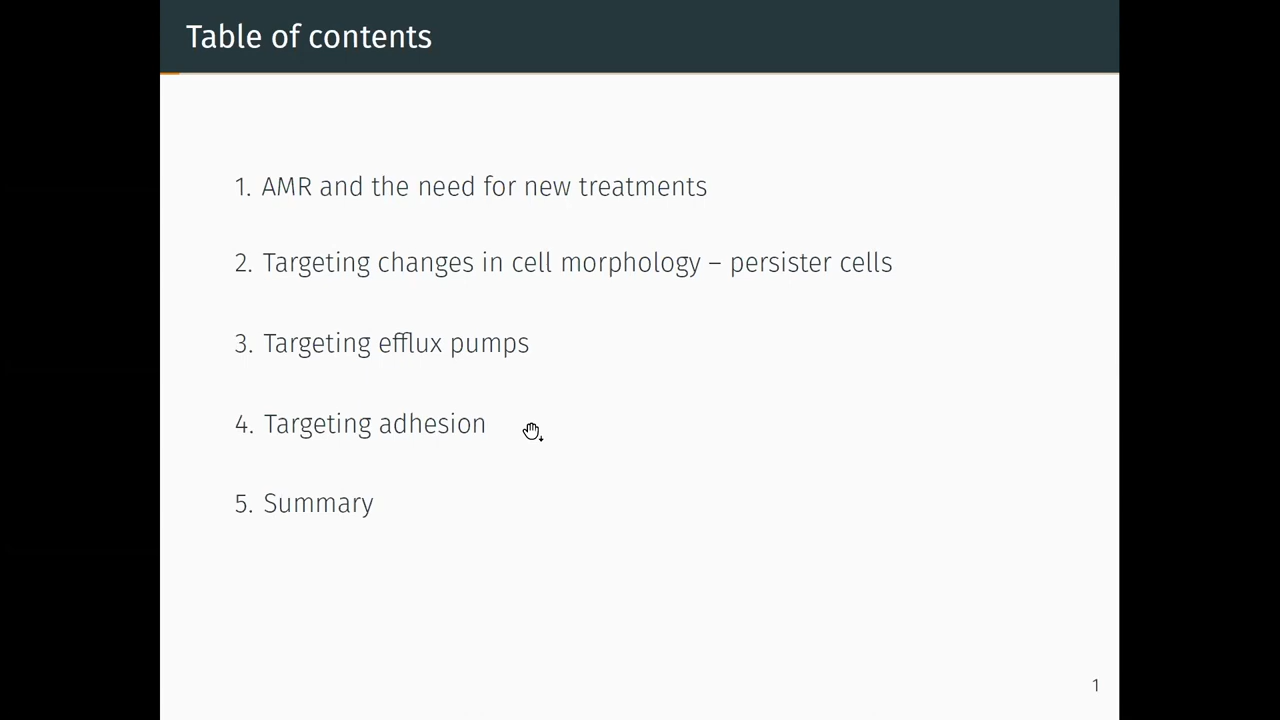 Table of contents
1. AMR and the need for new treatments
2. Targeting changes in cell morphology – persister cells
3. Targeting efflux pumps
4. Targeting adhesion
5. Summary
1